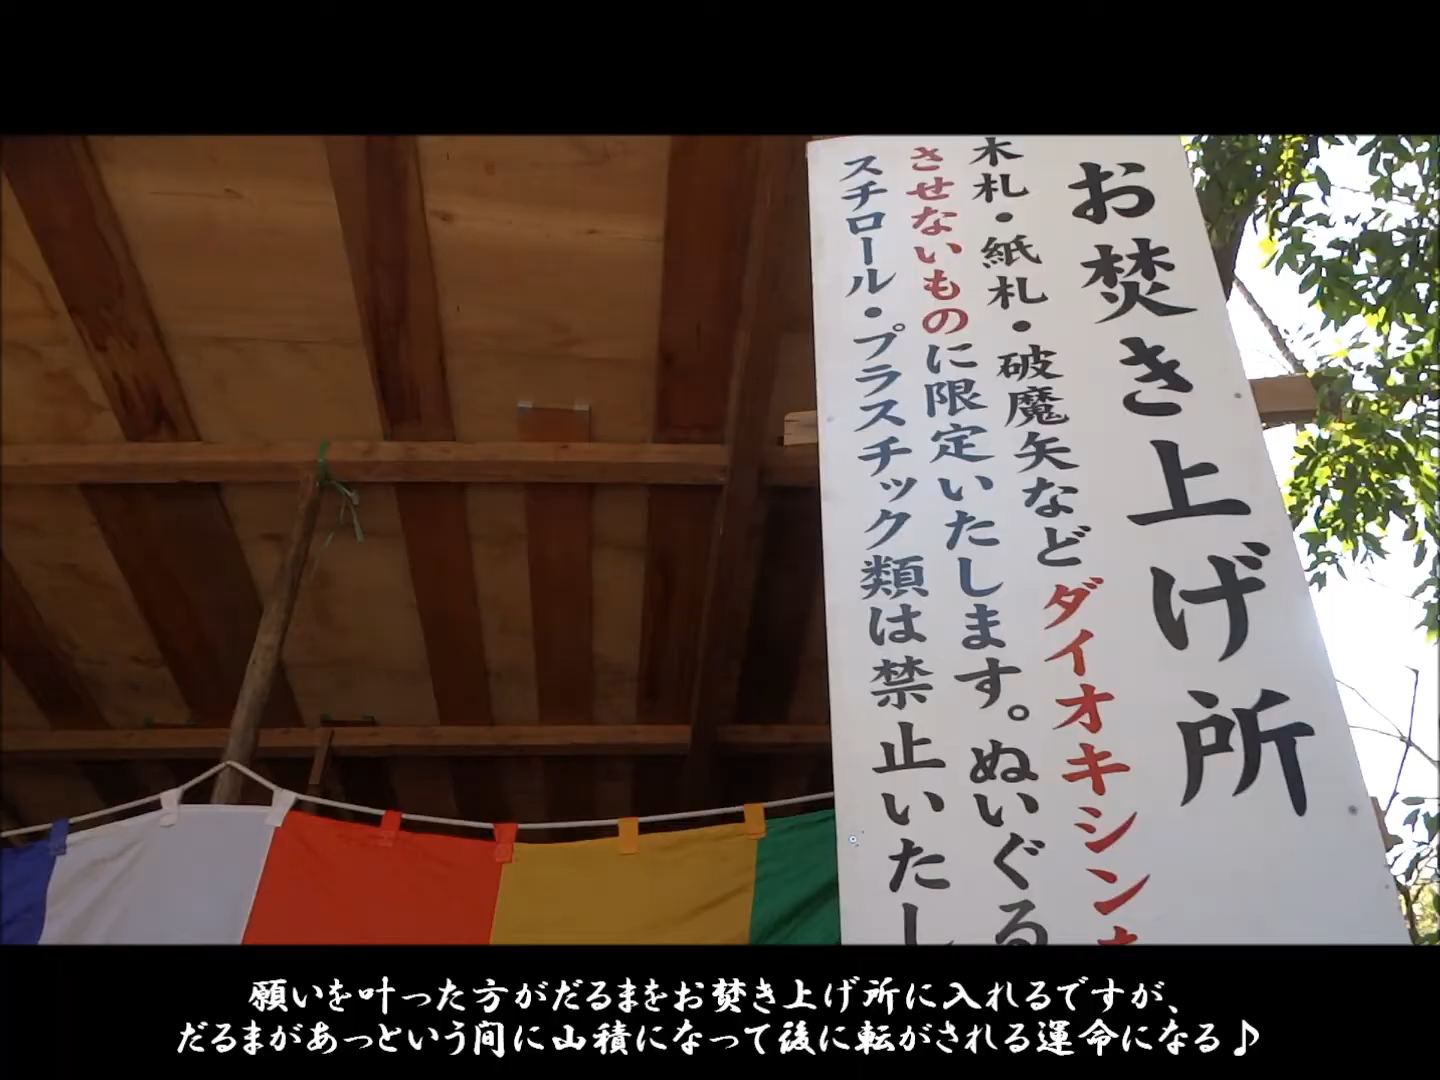 お焚き上げ所
木札・紙札・破魔矢などダイオキシン
させないものに限定いたします。ぬいぐる
スチロール・プラスチック類は禁止いたし
願いを叶った方がだるまをお焚き上げ所に入れるですが、
だるまがあっという間に山積になって後に転がされる運命になる♪